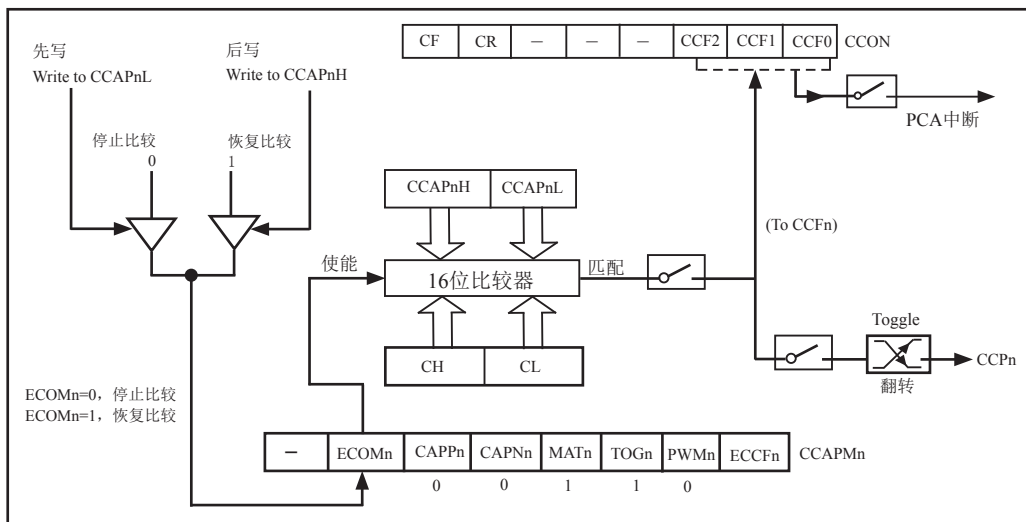 CF CR — — — CCF2 CCF1 CCF0 CCON
先写
Write to CCAPnL
后写
Write to CCAPnH
PCA中断
停止比较
0
恢复比较
1
CCAPnH CCAPnL
(To CCFn)
使能
16位比较器
匹配
CH CL
Toggle
CCPn
翻转
ECOMn=0，停止比较
ECOMn=1，恢复比较
— ECOMn CAPPn CAPNn MATn TOGn PWMn ECCFn CCAPMn
0 0 1 1 0